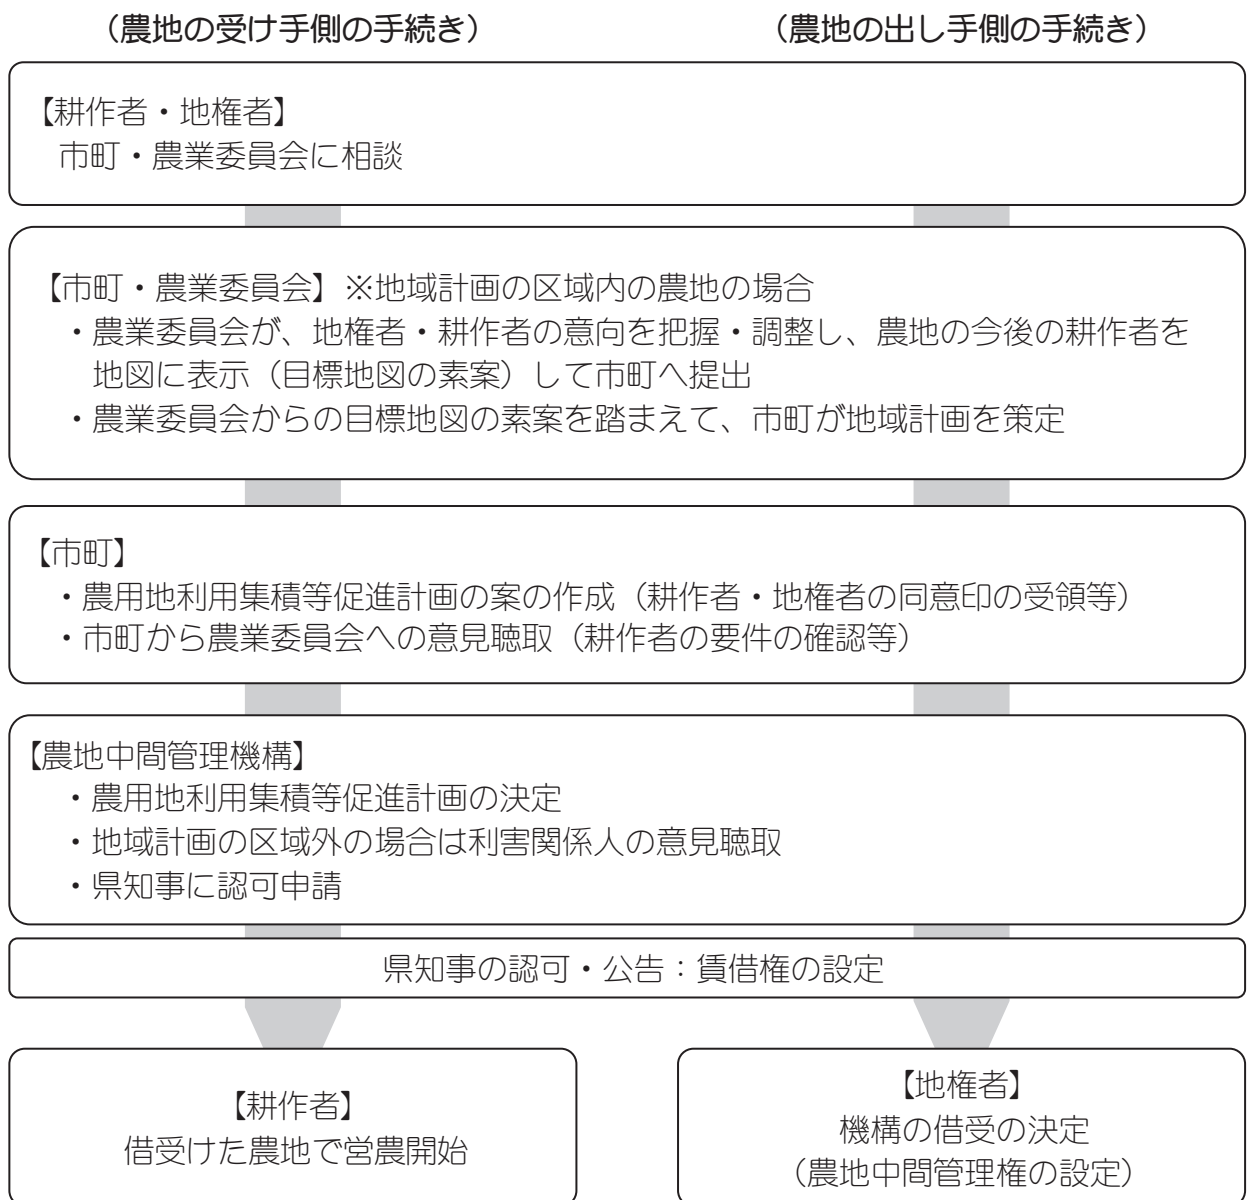 （農地の受け手側の手続き）
（農地の出し手側の手続き）
【耕作者・地権者】
市町・農業委員会に相談
【市町・農業委員会】※地域計画の区域内の農地の場合
・農業委員会が、地権者・耕作者の意向を把握・調整し、農地の今後の耕作者を
地図に表示（目標地図の素案）して市町へ提出
・農業委員会からの目標地図の素案を踏まえて、市町が地域計画を策定
【市町】
・農用地利用集積等促進計画の案の作成（耕作者・地権者の同意印の受領等）
・市町から農業委員会への意見聴取（耕作者の要件の確認等）
【農地中間管理機構】
・農用地利用集積等促進計画の決定
・地域計画の区域外の場合は利害関係人の意見聴取
・県知事に認可申請
県知事の認可・公告：賃借権の設定
【耕作者】
借受けた農地で営農開始
【地権者】
機構の借受の決定
（農地中間管理権の設定）